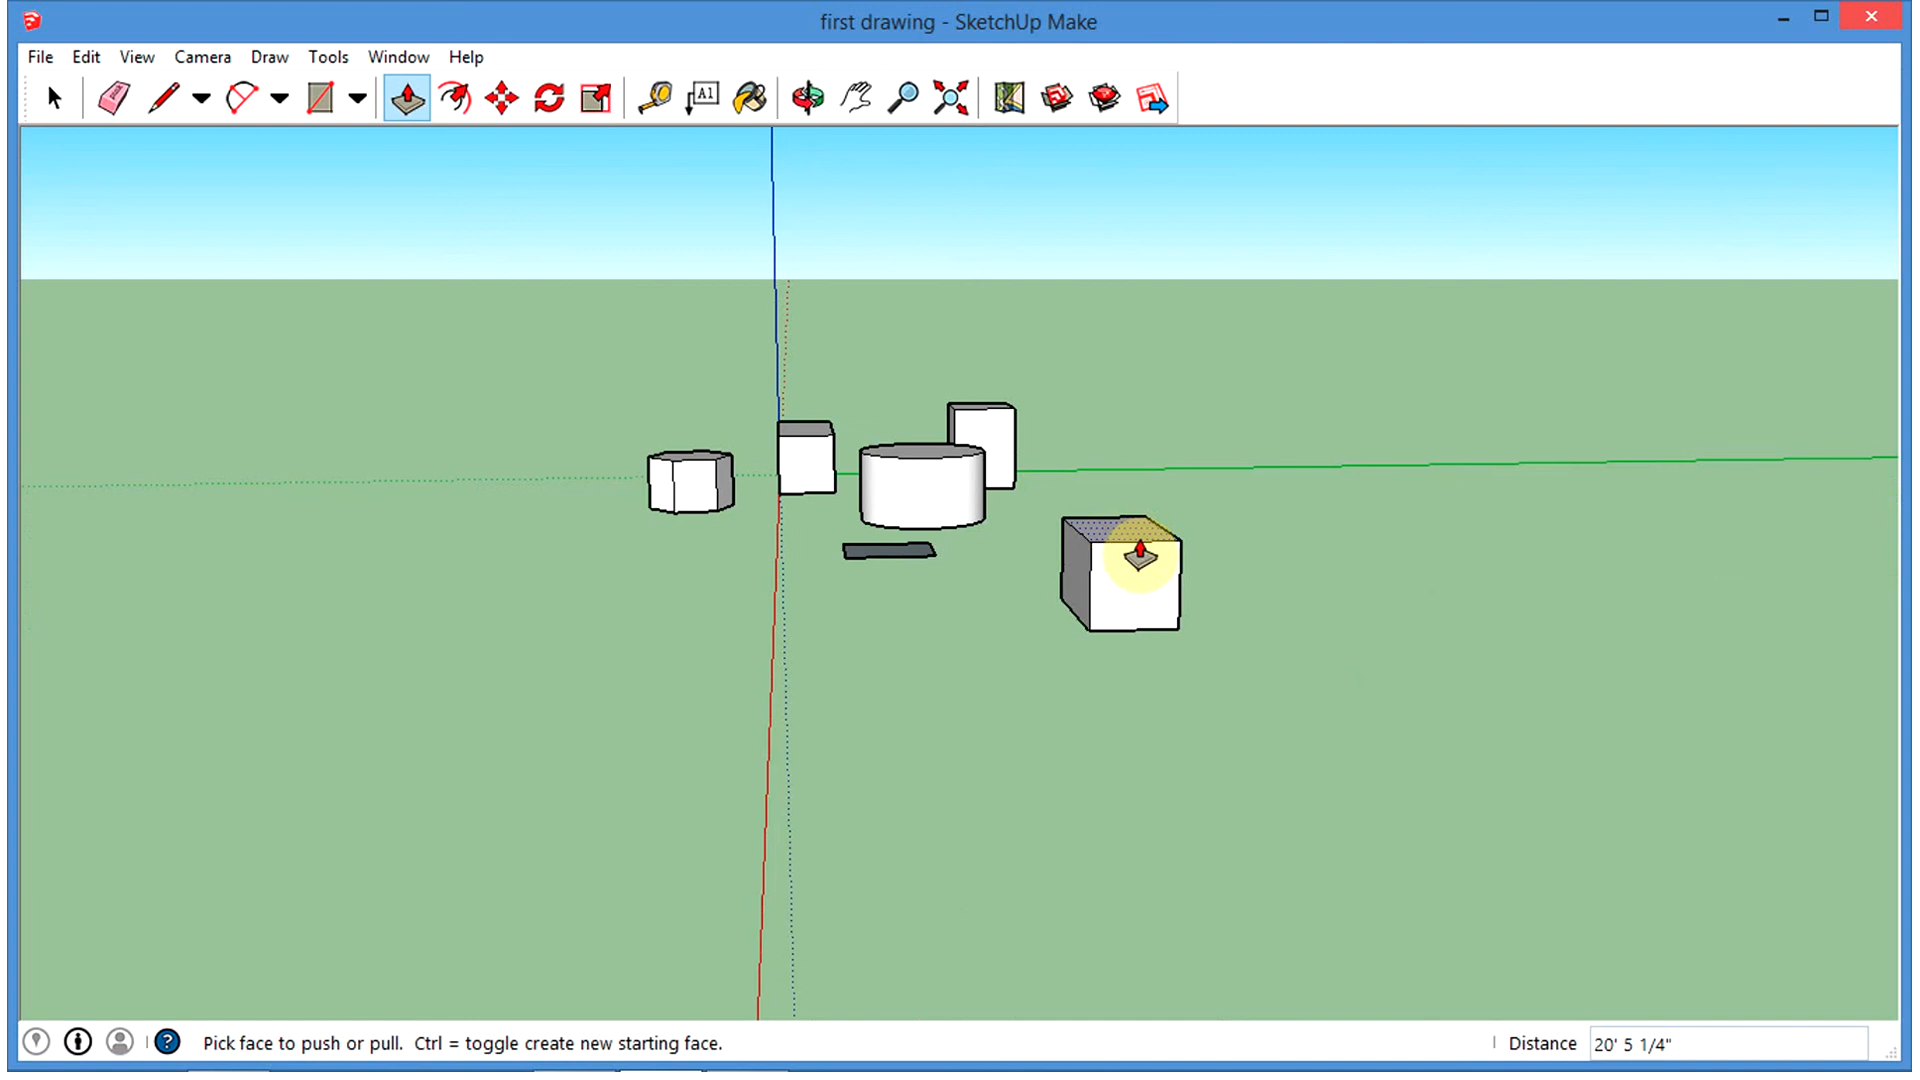 first drawing - SketchUp Make
File Edit View Camera Draw Tools Window Help
A1
Pick face to push or pull. Ctrl = toggle create new starting face.
Distance 20' 5 1/4"